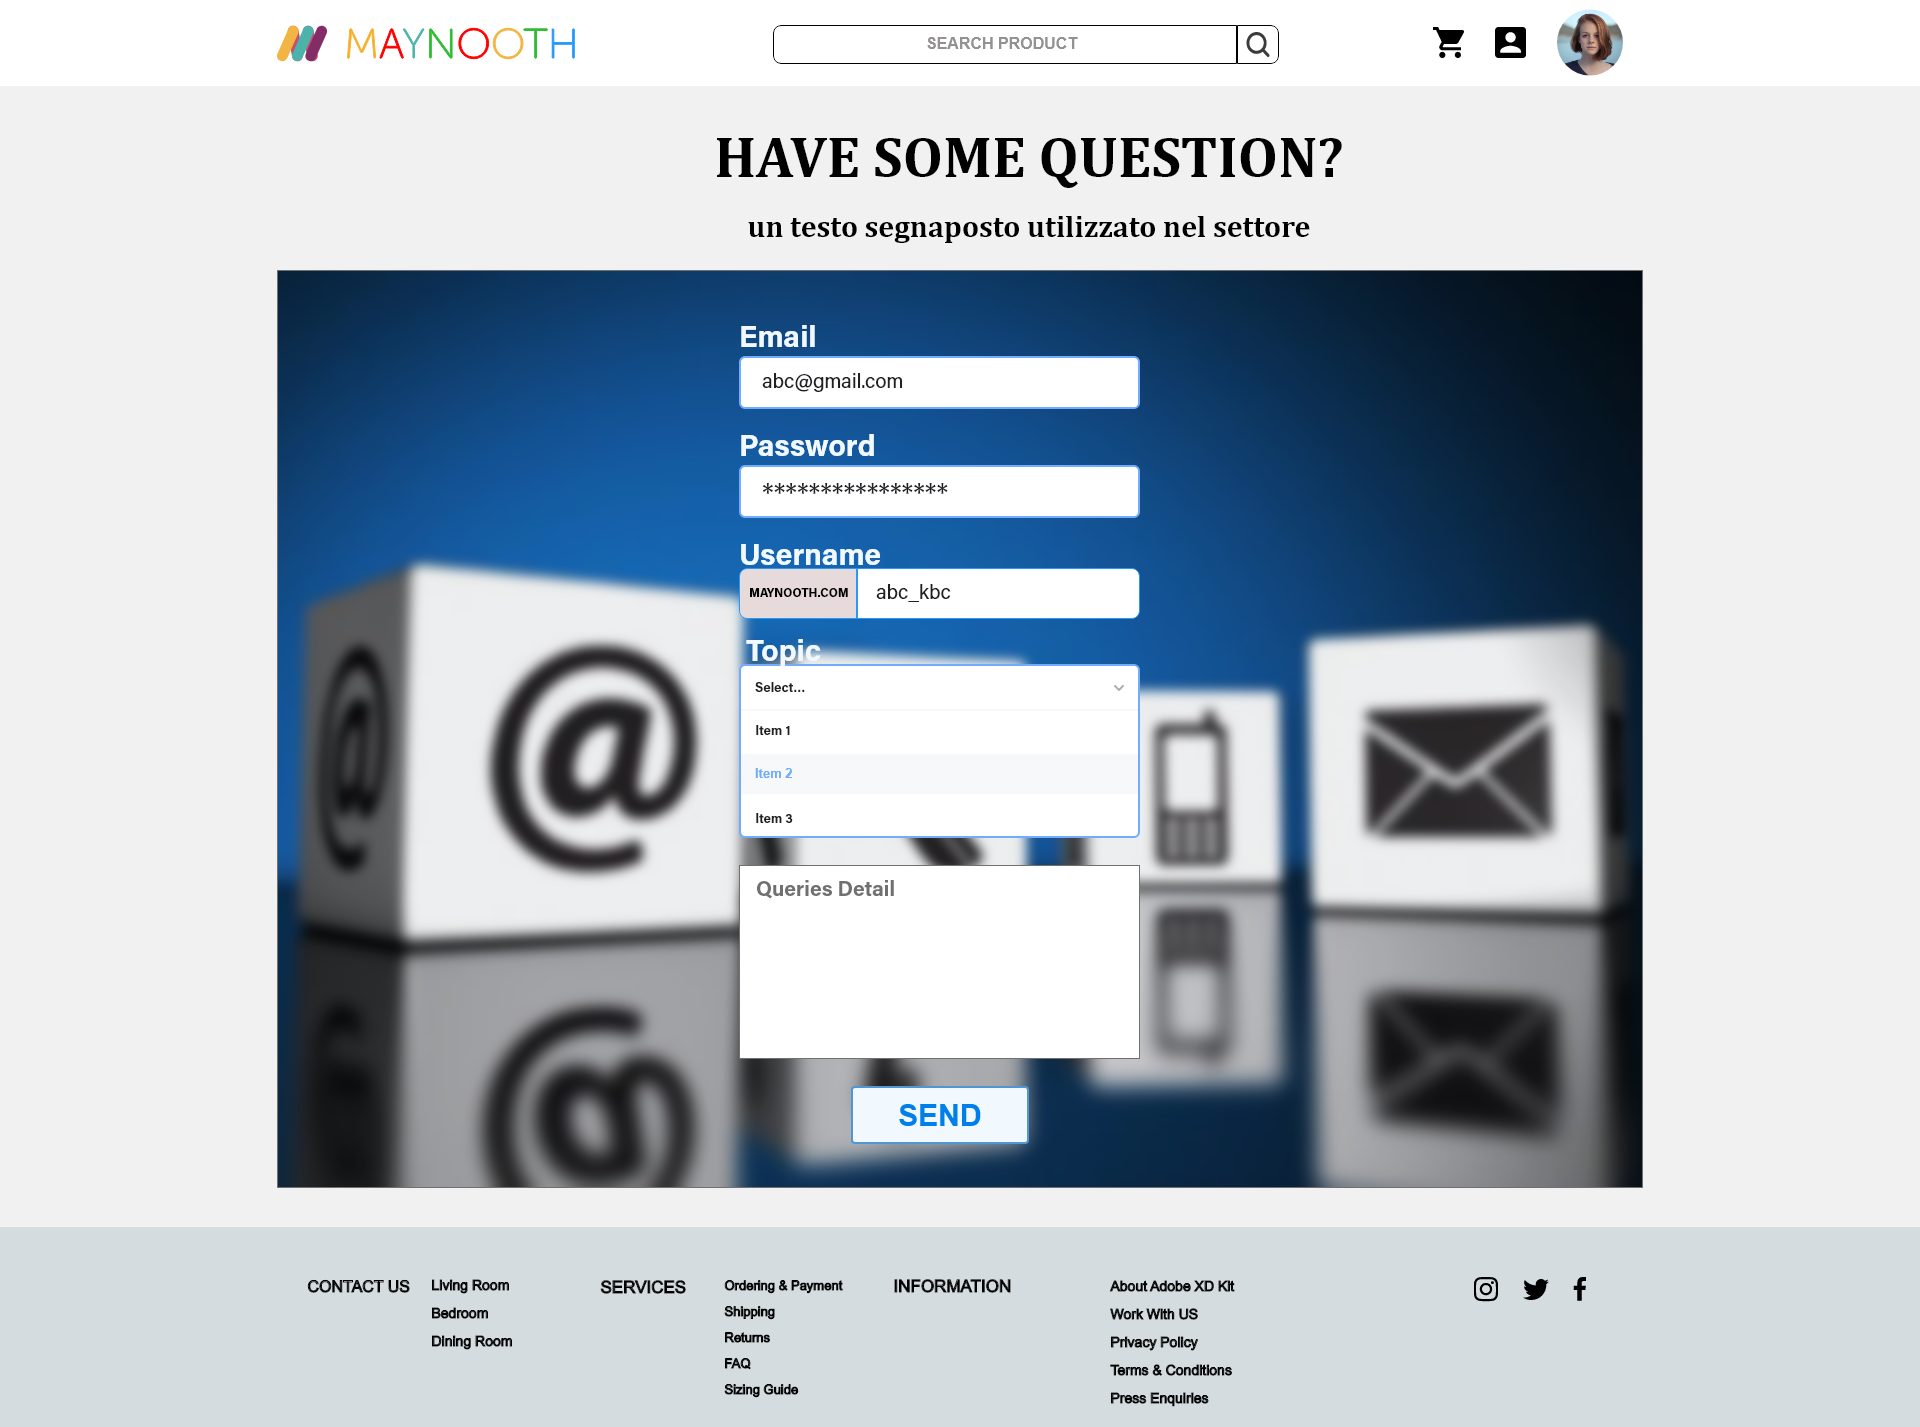 MAYNOOTH
SEARCH PRODUCT
HAVE SOME QUESTION?
un testo segnaposto utilizzato nel settore
Email
abc@gmail.com
Password
****************
Username
MAYNOOTH.COM
abc_kbc
Topic
Select...
Item 1
Item 2
Item 3
Queries Detail
SEND
CONTACT US
Living Room
Bedroom
Dining Room
SERVICES
Ordering & Payment
Shipping
Returns
FAQ
Sizing Guide
INFORMATION
About Adobe XD Kit
Work With US
Privacy Policy
Terms & Conditions
Press Enquiries